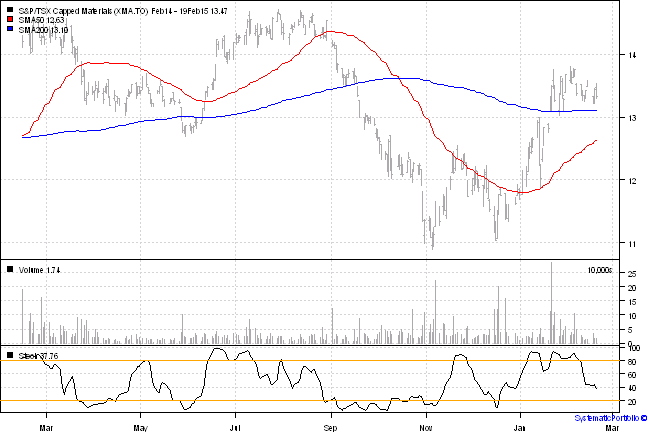 S&P/TSX Capped Materials (XMA.TO) Feb14 - 19Feb15 13.47
SMA50 12.63
SMA200 13.10
14
13
12
11
Volume 1.74
10,000s
25
20
15
10
5
0
Stoch 37.76
100
80
60
40
20
Mar May Jul Sep Nov Jan Mar
SystematicPortfolio ©